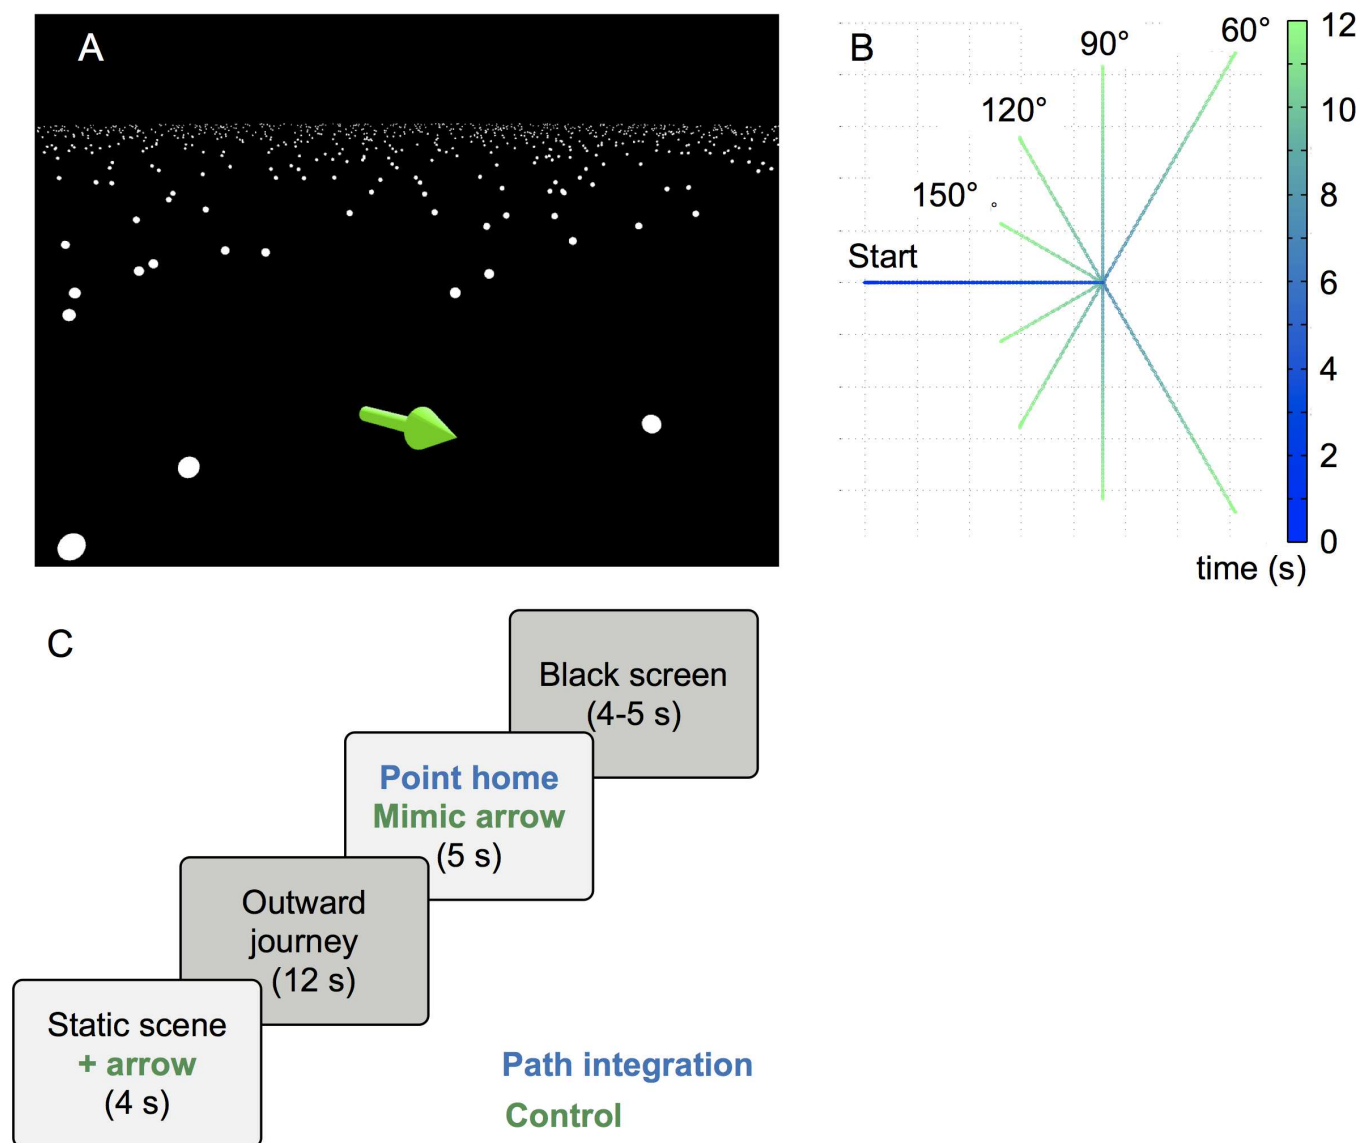 A
B
60°
90°
120°
150°
Start
12
10
8
6
4
2
0
time (s)
C
Black screen
(4-5 s)
Point home
Mimic arrow
(5 s)
Outward
journey
(12 s)
Static scene
+ arrow
(4 s)
Path integration
Control